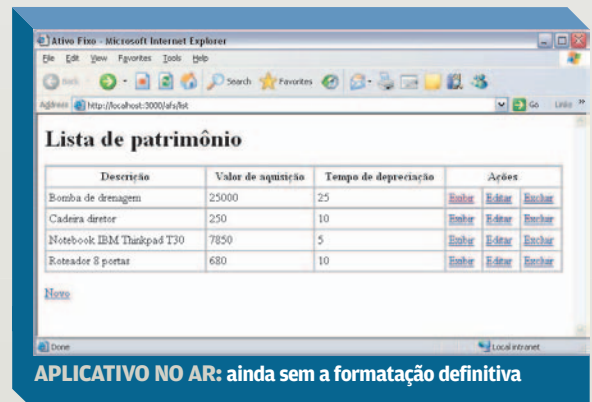 Ativo Fixo - Microsoft Internet Explorer
File Edit View Favorites Tools Help
Back Search Favorites
Address http://localhost:3000/afs/list Go Links »
Lista de patrimônio
Descrição Valor de aquisição Tempo de depreciação Ações
Bomba de drenagem 25000 25 Exibir Editar Excluir
Cadeira diretor 250 10 Exibir Editar Excluir
Notebook IBM Thinkpad T30 7850 5 Exibir Editar Excluir
Roteador 8 portas 680 10 Exibir Editar Excluir
Novo
Done Local intranet
APLICATIVO NO AR: ainda sem a formatação definitiva